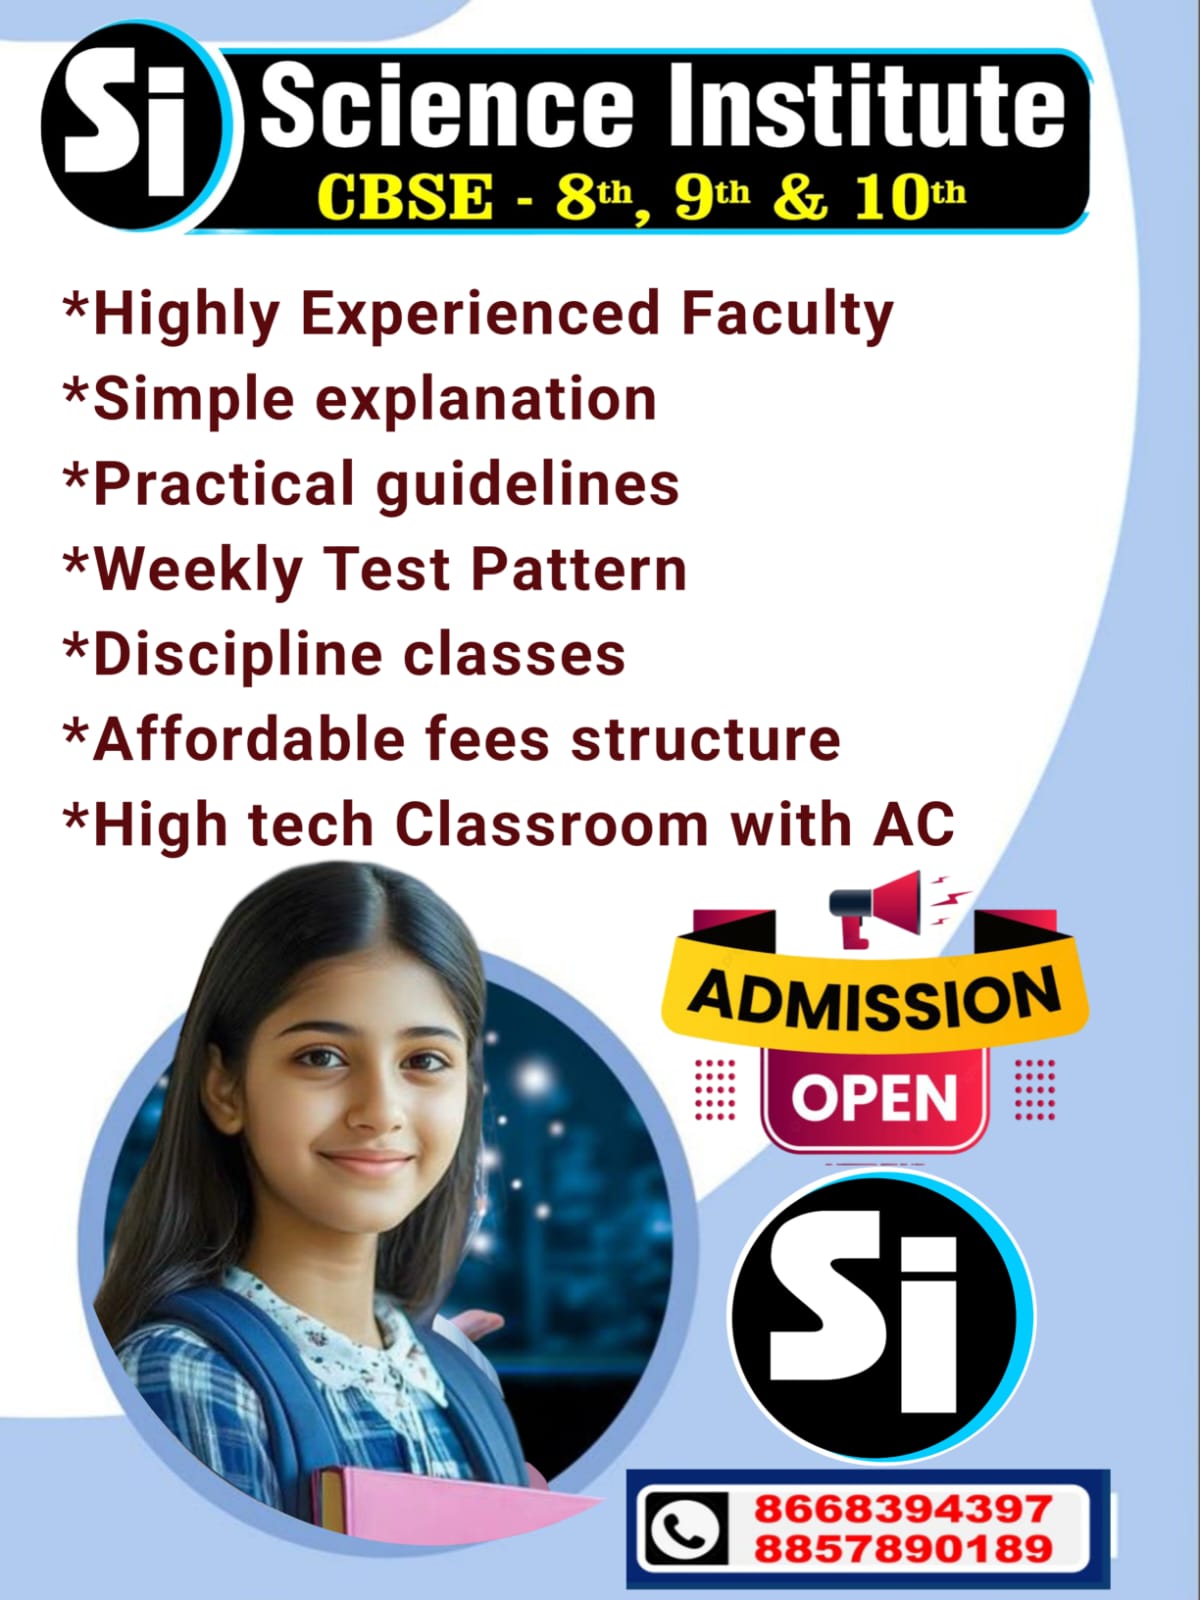 Si
Science Institute
CBSE - 8th, 9th & 10th
*Highly Experienced Faculty
*Simple explanation
*Practical guidelines
*Weekly Test Pattern
*Discipline classes
*Affordable fees structure
*High tech Classroom with AC
ADMISSION
OPEN
Si
8668394397
8857890189